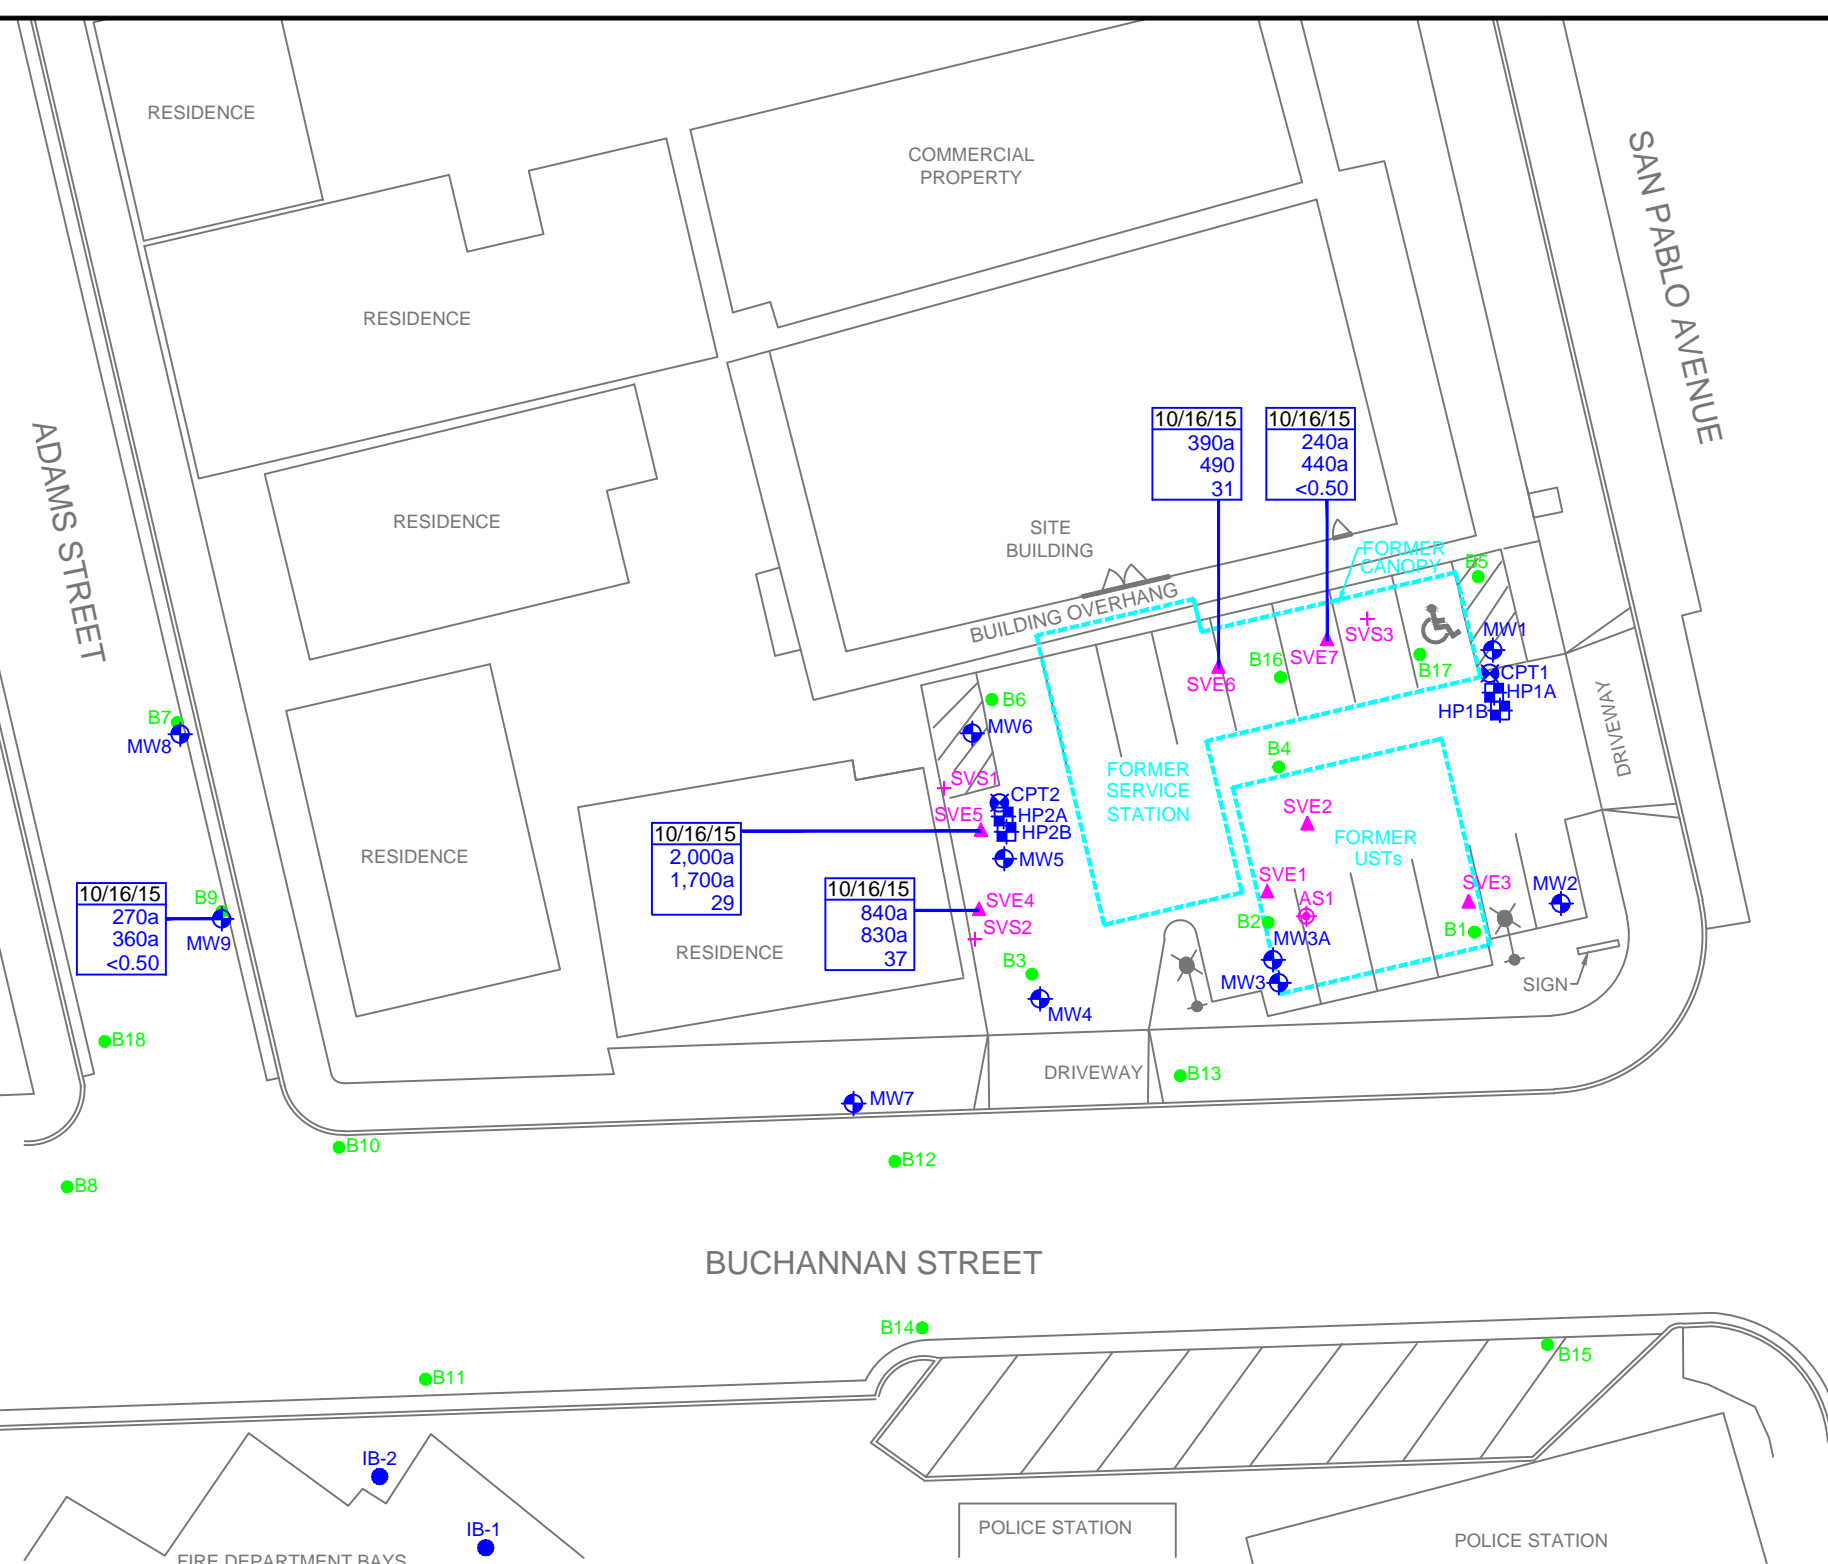 RESIDENCE
COMMERCIAL
PROPERTY
SAN PABLO AVENUE
RESIDENCE
ADAMS STREET
RESIDENCE
10/16/15
390a
490
31
10/16/15
240a
440a
<0.50
SITE
BUILDING
FORMER
CANOPY
BUILDING OVERHANG
B5
SVS3
MW1
SVE7
B16
B17
SVE6
CPT1
HP1A
HP1B
DRIVEWAY
B7
MW8
B6
MW6
B4
FORMER
SERVICE
STATION
SVS1
CPT2
HP2A
HP2B
SVE5
MW5
SVE2
FORMER
USTs
RESIDENCE
10/16/15
2,000a
1,700a
29
10/16/15
840a
830a
37
10/16/15
270a
360a
<0.50
B9
MW9
SVE4
SVS2
SVE1
AS1
SVE3
MW2
B2
B1
MW3A
MW3
RESIDENCE
B3
MW4
SIGN
B18
DRIVEWAY
B13
MW7
B10
B12
B8
BUCHANNAN STREET
B14
B15
B11
IB-2
IB-1
POLICE STATION
POLICE STATION
FIRE DEPARTMENT BAYS